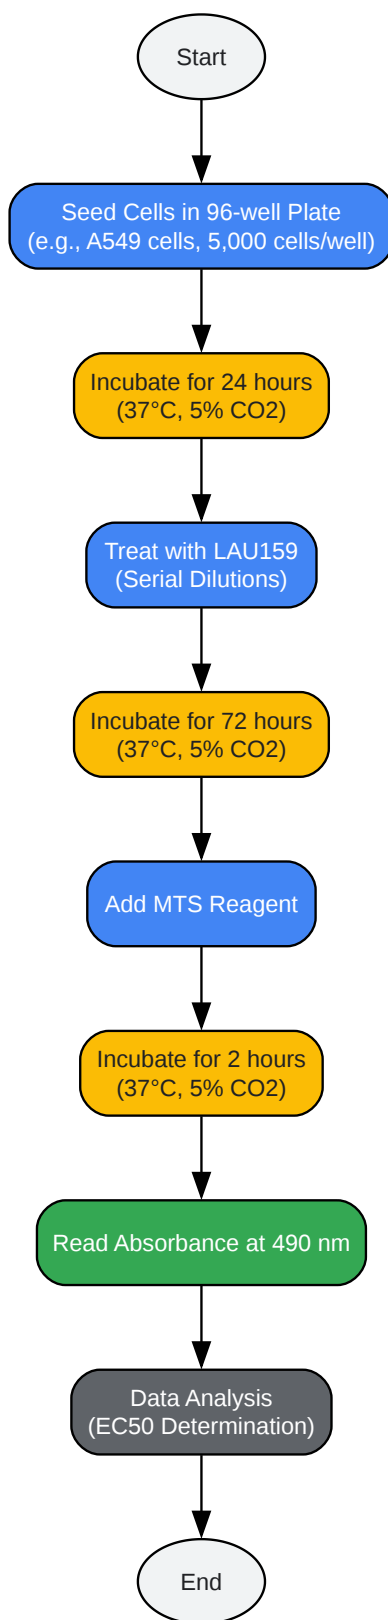 Start
Seed Cells in 96-well Plate
(e.g., A549 cells, 5,000 cells/well)
Incubate for 24 hours
(37°C, 5% CO2)
Treat with LAU159
(Serial Dilutions)
Incubate for 72 hours
(37°C, 5% CO2)
Add MTS Reagent
Incubate for 2 hours
(37°C, 5% CO2)
Read Absorbance at 490 nm
Data Analysis
(EC50 Determination)
End